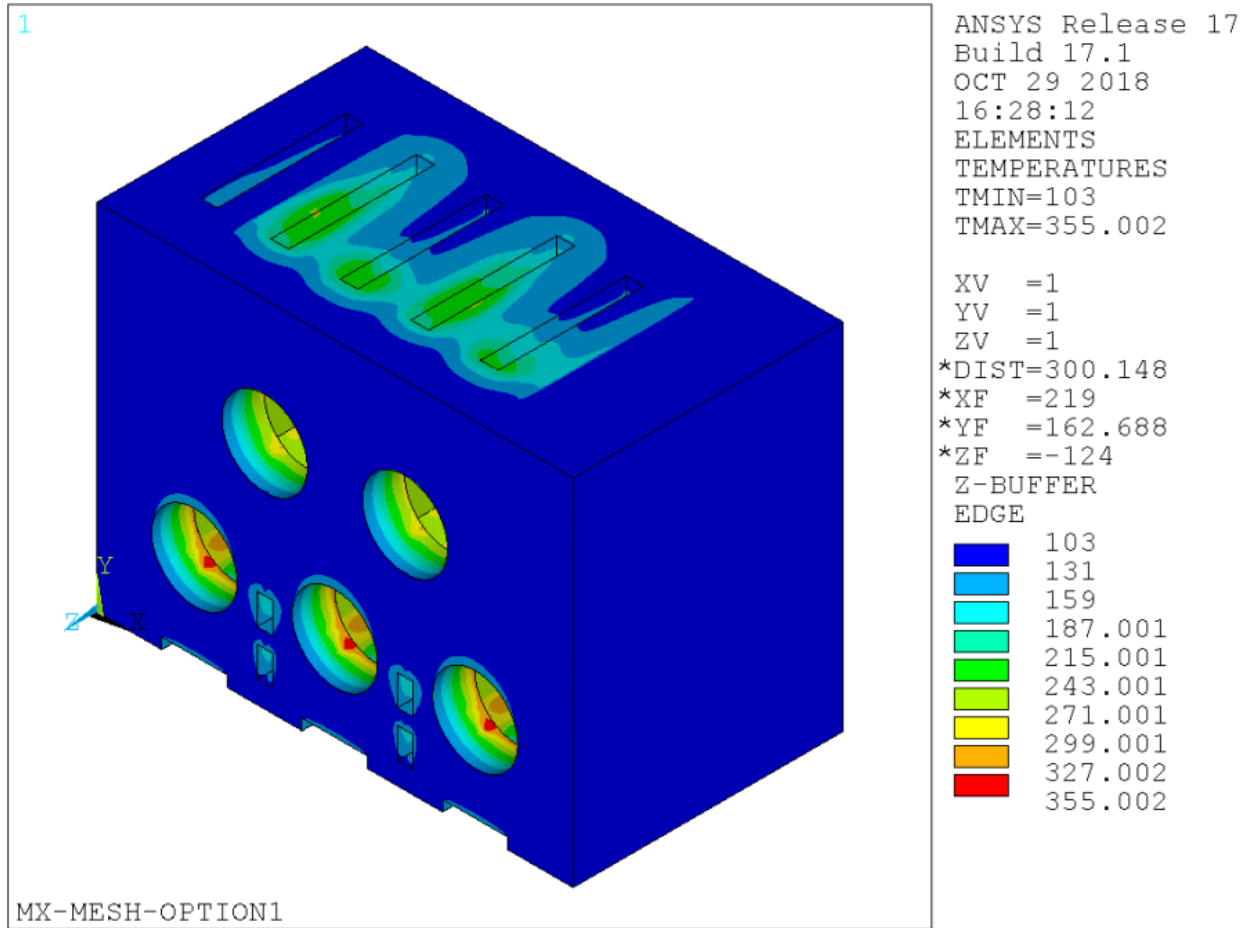 1
ANSYS Release 17
Build 17.1
OCT 29 2018
16:28:12
ELEMENTS
TEMPERATURES
TMIN=103
TMAX=355.002
XV =1
YV =1
ZV =1
*DIST=300.148
*XF =219
*YF =162.688
*ZF =-124
Z-BUFFER
EDGE
103
131
159
187.001
215.001
243.001
271.001
299.001
327.002
355.002
Y
Z X
MX-MESH-OPTION1